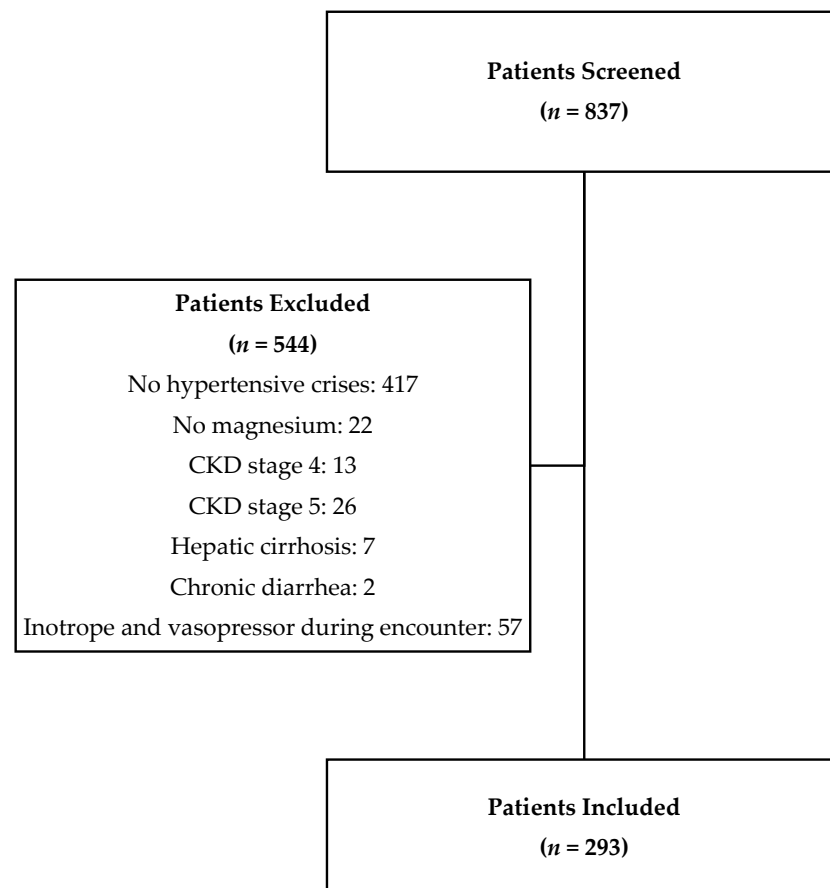 Patients Screened
(n = 837)
Patients Excluded
(n = 544)
No hypertensive crises: 417
No magnesium: 22
CKD stage 4: 13
CKD stage 5: 26
Hepatic cirrhosis: 7
Chronic diarrhea: 2
Inotrope and vasopressor during encounter: 57
Patients Included
(n = 293)